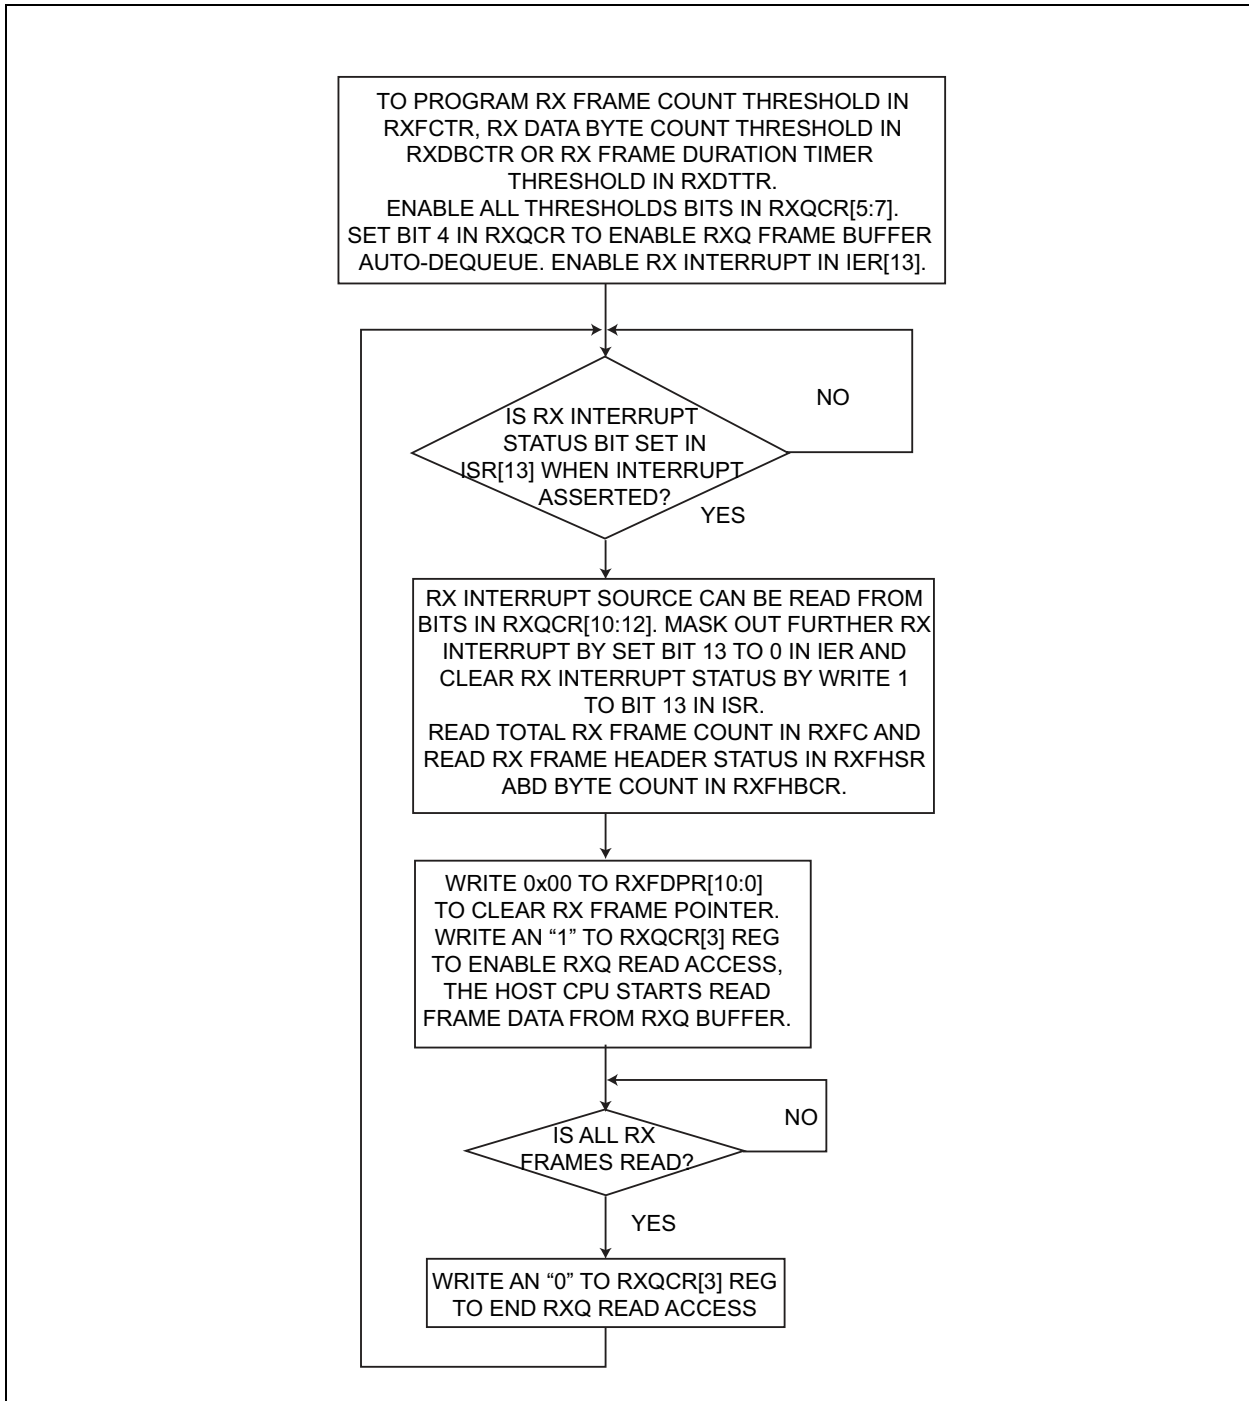 TO PROGRAM RX FRAME COUNT THRESHOLD IN
RXFCTR, RX DATA BYTE COUNT THRESHOLD IN
RXDBCTR OR RX FRAME DURATION TIMER
THRESHOLD IN RXDTTR.
ENABLE ALL THRESHOLDS BITS IN RXQCR[5:7].
SET BIT 4 IN RXQCR TO ENABLE RXQ FRAME BUFFER
AUTO-DEQUEUE. ENABLE RX INTERRUPT IN IER[13].
NO
IS RX INTERRUPT
STATUS BIT SET IN
ISR[13] WHEN INTERRUPT
ASSERTED?
YES
RX INTERRUPT SOURCE CAN BE READ FROM
BITS IN RXQCR[10:12]. MASK OUT FURTHER RX
INTERRUPT BY SET BIT 13 TO 0 IN IER AND
CLEAR RX INTERRUPT STATUS BY WRITE 1
TO BIT 13 IN ISR.
READ TOTAL RX FRAME COUNT IN RXFC AND
READ RX FRAME HEADER STATUS IN RXFHSR
ABD BYTE COUNT IN RXFHBCR.
WRITE 0x00 TO RXFDPR[10:0]
TO CLEAR RX FRAME POINTER.
WRITE AN “1” TO RXQCR[3] REG
TO ENABLE RXQ READ ACCESS,
THE HOST CPU STARTS READ
FRAME DATA FROM RXQ BUFFER.
NO
IS ALL RX
FRAMES READ?
YES
WRITE AN “0” TO RXQCR[3] REG
TO END RXQ READ ACCESS